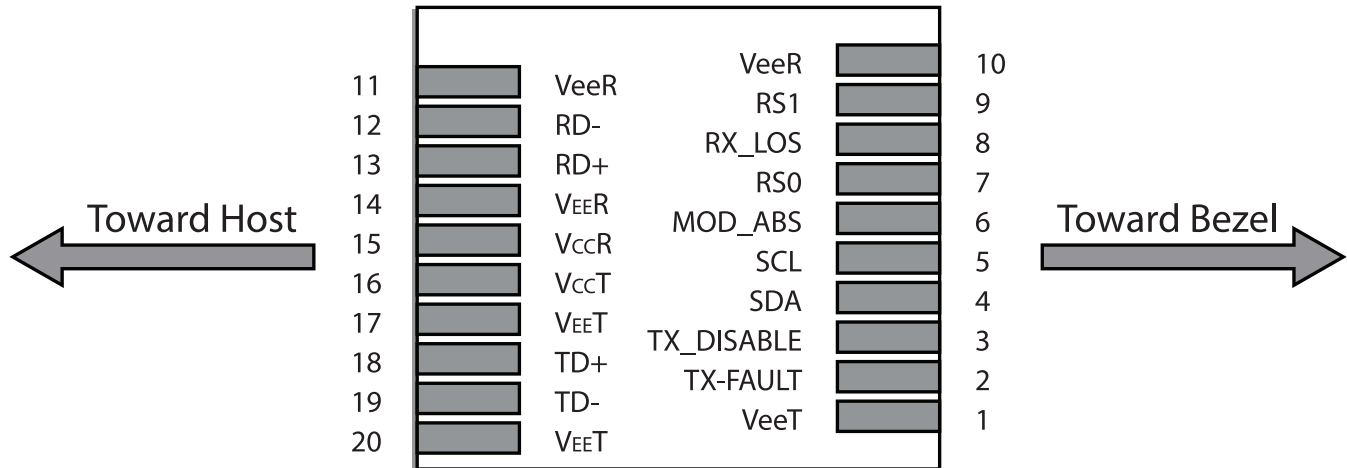 VeeR 10
11 VeeR
RS1 9
12 RD-
RX_LOS 8
13 RD+
RS0 7
14 VEER
MOD_ABS 6
Toward Host
Toward Bezel
15 VCCR
SCL 5
16 VCCT
SDA 4
17 VEET
TX_DISABLE 3
18 TD+
TX-FAULT 2
19 TD-
VeeT 1
20 VEET